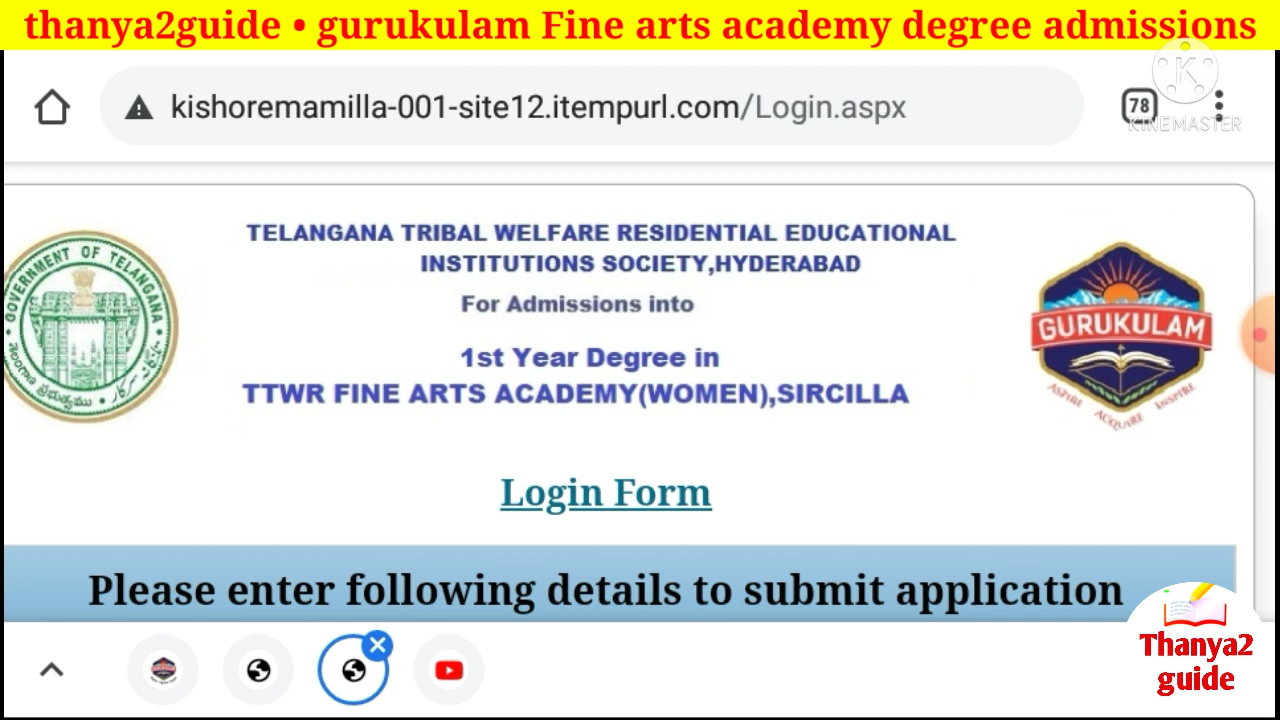 thanya2guide • gurukulam Fine arts academy degree admissions
kishoremamilla-001-site12.itempurl.com/Login.aspx
78
K
KINEMASTER
TELANGANA TRIBAL WELFARE RESIDENTIAL EDUCATIONAL
INSTITUTIONS SOCIETY,HYDERABAD
For Admissions into
1st Year Degree in
TTWR FINE ARTS ACADEMY(WOMEN),SIRCILLA
GOVERNMENT OF TELANGANA
తెలంగాణ ప్రభుత్వము
GURUKULAM
ASPIRE ACQUIRE INSPIRE
Login Form
Please enter following details to submit application
Thanya2
guide